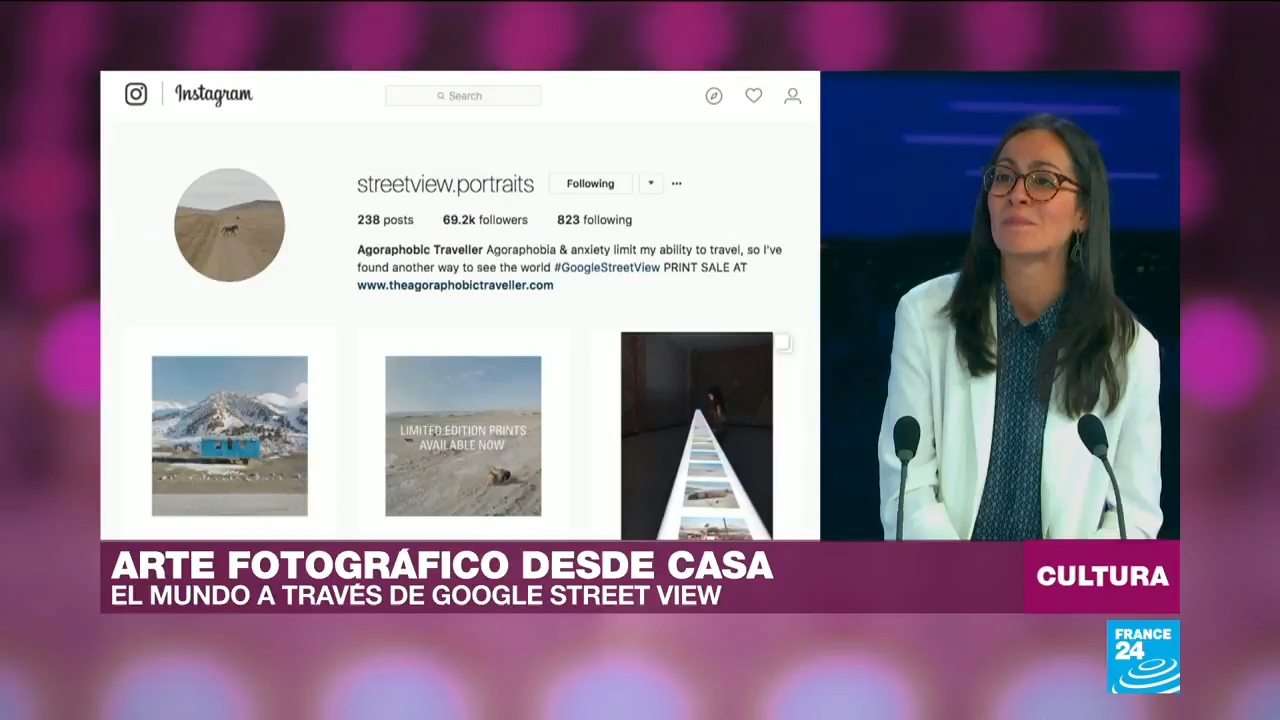 Instagram
Search
streetview.portraits Following
238 posts 69.2k followers 823 following
Agoraphobic Traveller Agoraphobia & anxiety limit my ability to travel, so I've
found another way to see the world #GoogleStreetView PRINT SALE AT
www.theagoraphobictraveller.com
LIMITED EDITION PRINTS
AVAILABLE NOW
ARTE FOTOGRÁFICO DESDE CASA
EL MUNDO A TRAVÉS DE GOOGLE STREET VIEW
CULTURA
FRANCE
24